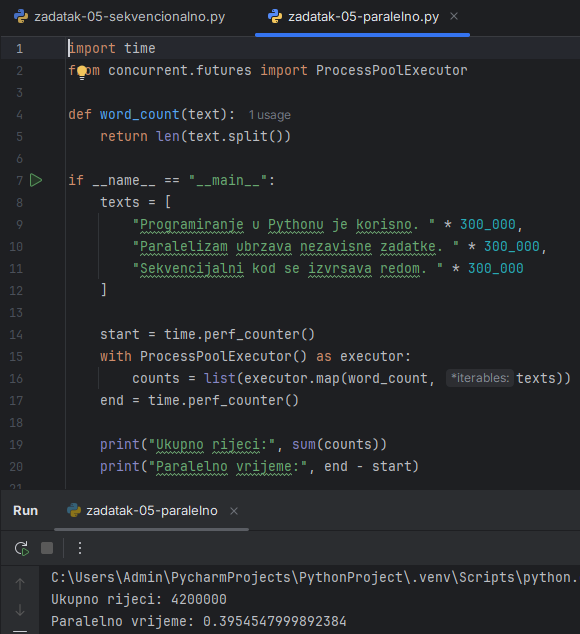 zadatak-05-sekvencionalno.py zadatak-05-paralelno.py
1 import time
2 from concurrent.futures import ProcessPoolExecutor
3
4 def word_count(text): 1 usage
5 return len(text.split())
6
7 if __name__ == "__main__":
8 texts = [
9 "Programiranje u Pythonu je korisno. " * 300_000,
10 "Paralelizam ubrzava nezavisne zadatke. " * 300_000,
11 "Sekvencijalni kod se izvrsava redom. " * 300_000
12 ]
13
14 start = time.perf_counter()
15 with ProcessPoolExecutor() as executor:
16 counts = list(executor.map(word_count, *iterables: texts))
17 end = time.perf_counter()
18
19 print("Ukupno rijeci:", sum(counts))
20 print("Paralelno vrijeme:", end - start)
21
Run zadatak-05-paralelno
C:\Users\Admin\PycharmProjects\PythonProject\.venv\Scripts\python.
Ukupno rijeci: 4200000
Paralelno vrijeme: 0.3954547999892384